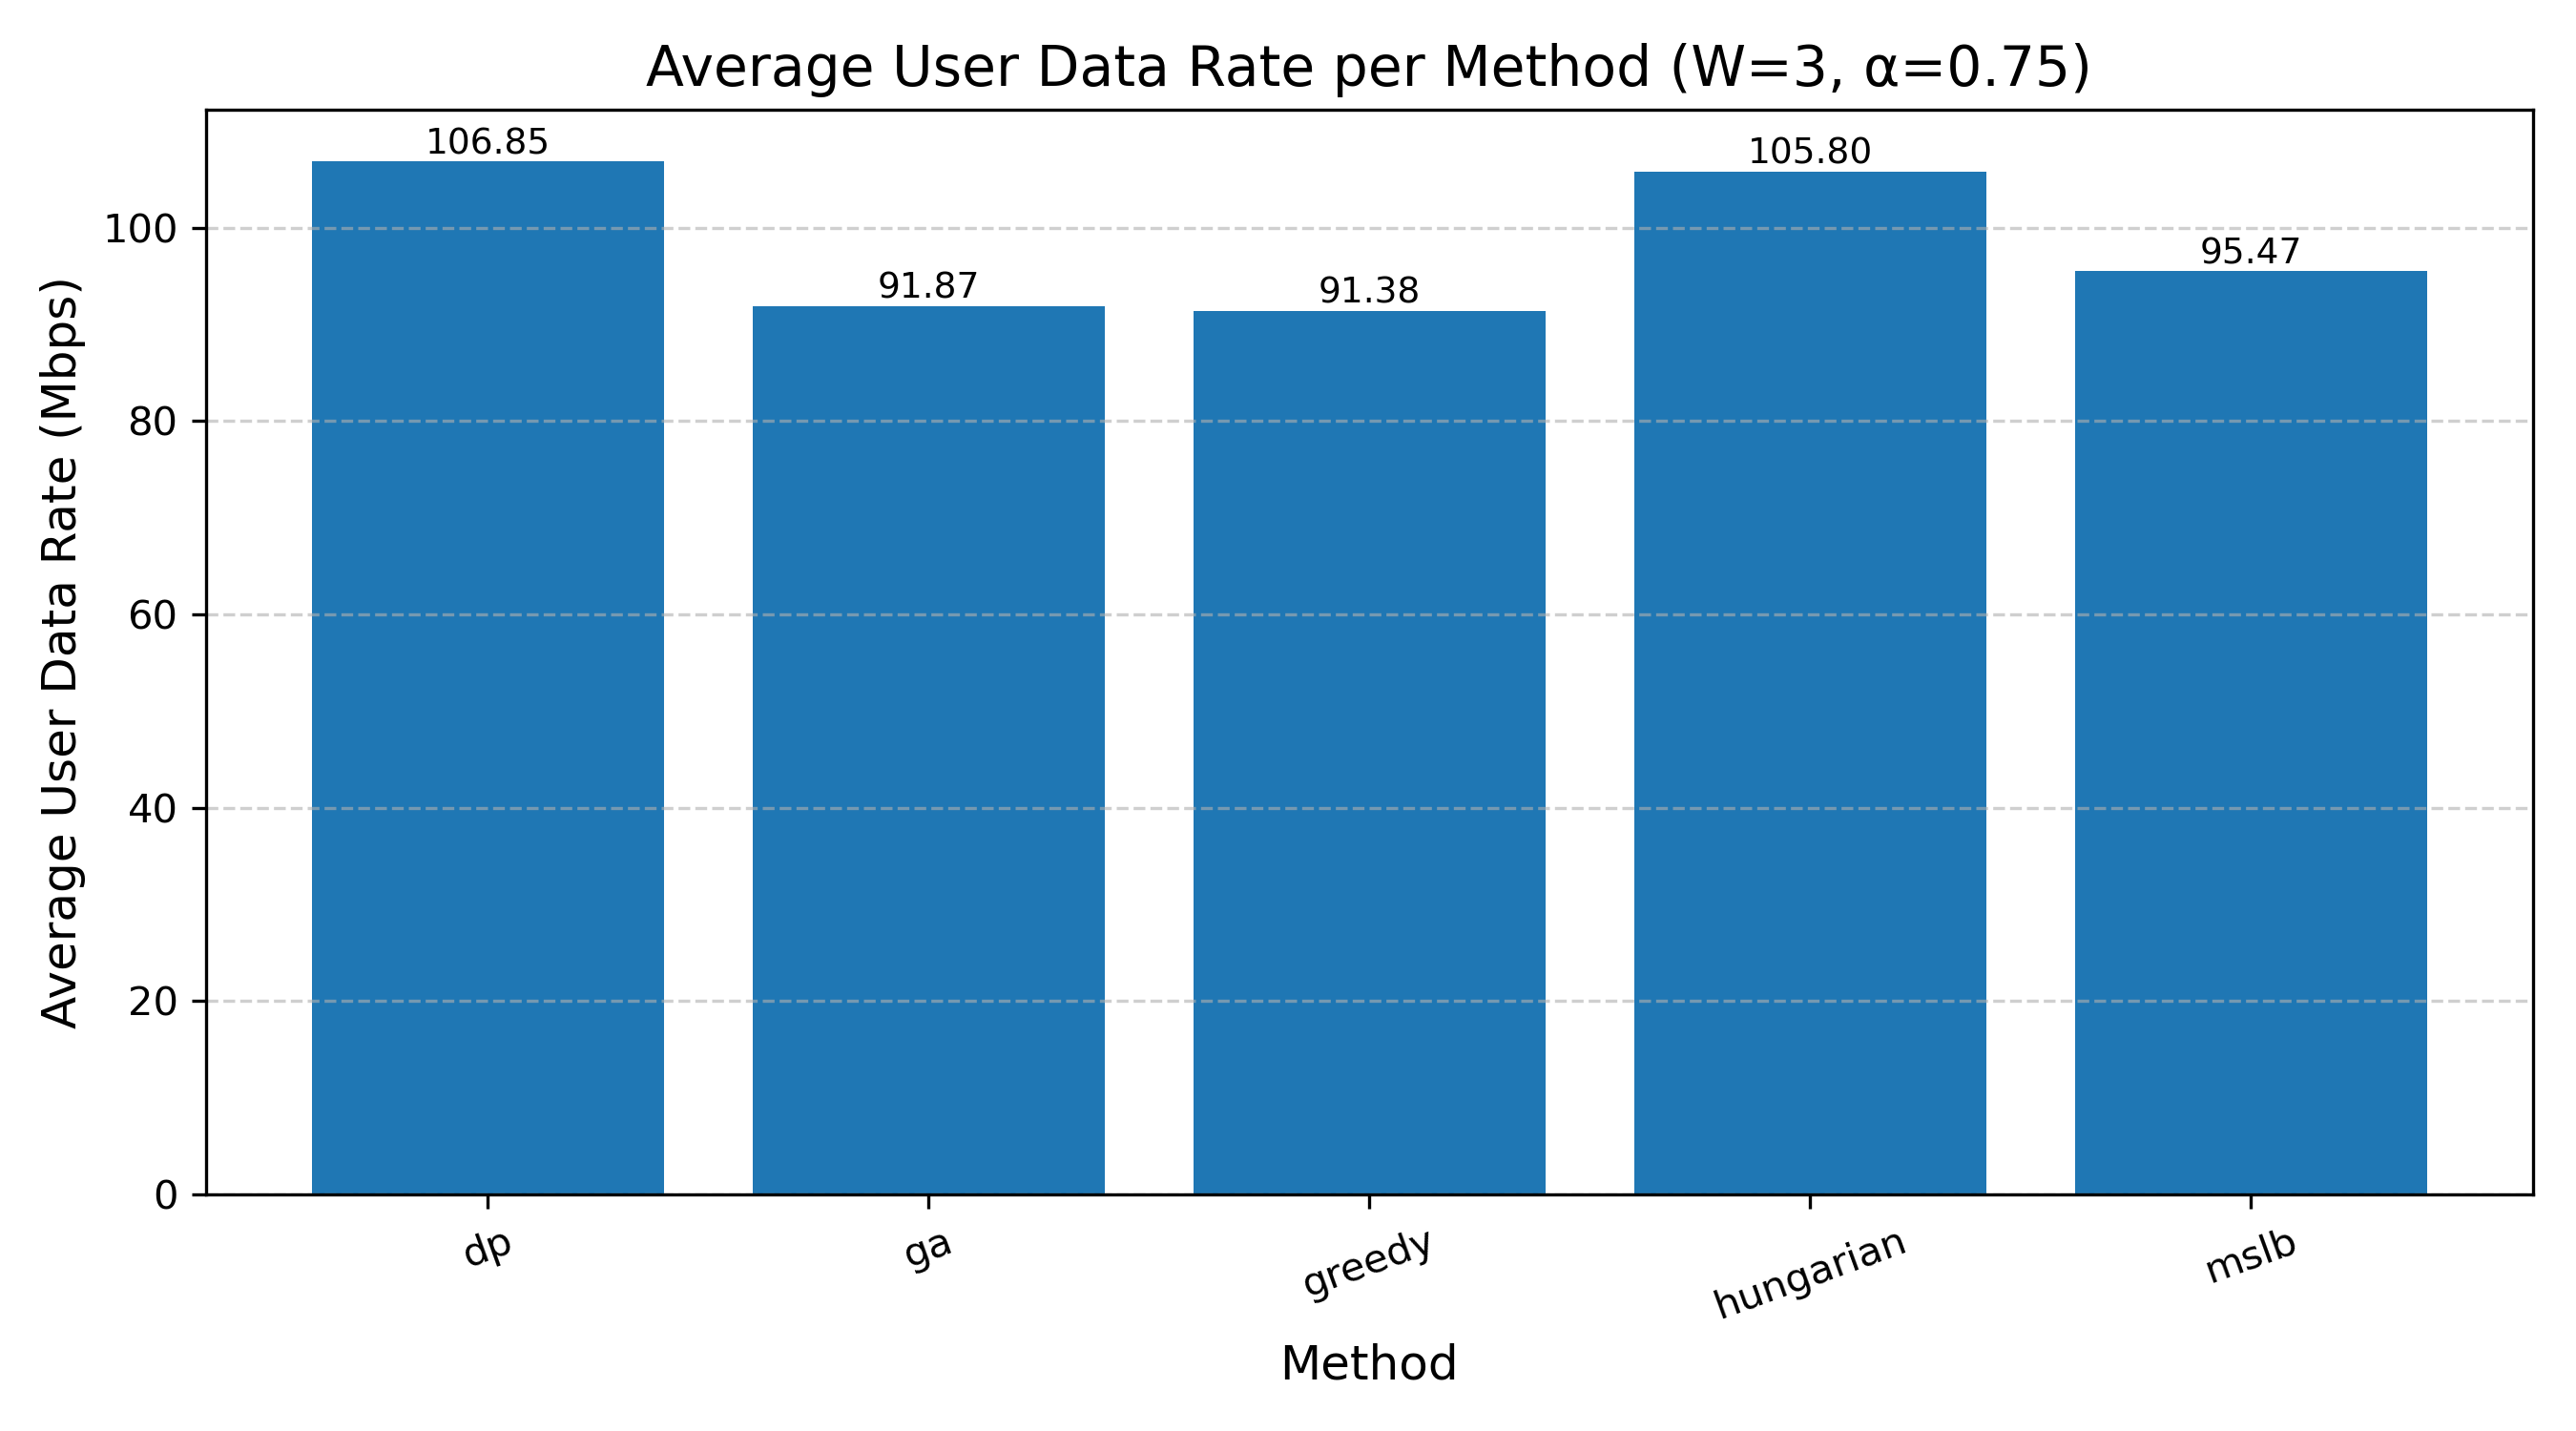 Average User Data Rate per Method (W=3, α=0.75)
Average User Data Rate (Mbps)
106.85
91.87
91.38
105.80
95.47
100
80
60
40
20
0
dp
ga
greedy
hungarian
mslb
Method